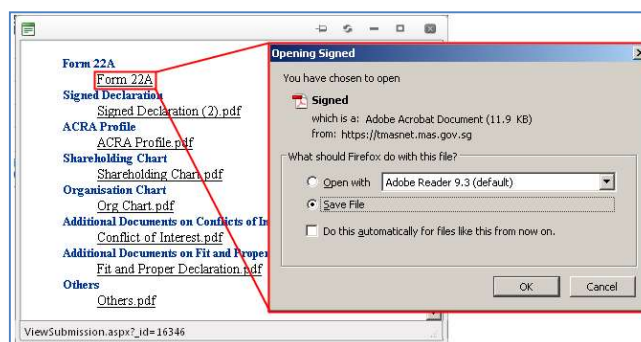 Form 22A
Form 22A
Signed Declaration
Signed Declaration (2).pdf
ACRA Profile
ACRA Profile.pdf
Shareholding Chart
Shareholding Chart.pdf
Organisation Chart
Org Chart.pdf
Additional Documents on Conflicts of In
Conflict of Interest.pdf
Additional Documents on Fit and Proper
Fit and Proper Declaration.pdf
Others
Others.pdf
ViewSubmission.aspx?_id=16346
Opening Signed
You have chosen to open
Signed
which is a: Adobe Acrobat Document (11.9 KB)
from: https://tmasnet.mas.gov.sg
What should Firefox do with this file?
Open with Adobe Reader 9.3 (default)
Save File
Do this automatically for files like this from now on.
OK Cancel